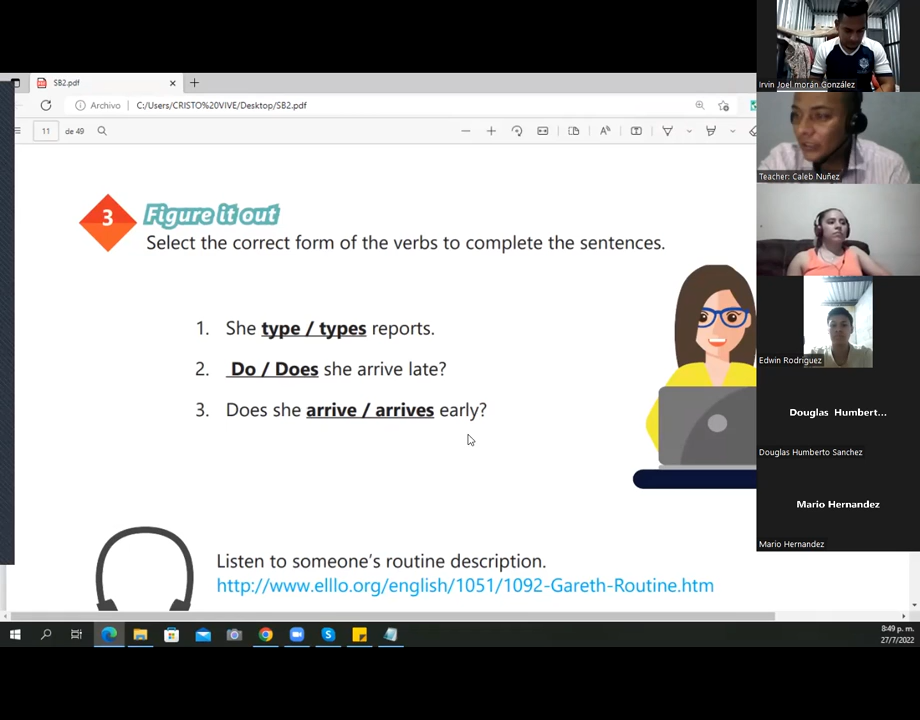 SB2.pdf
Archivo
C:/Users/CRISTO%20VIVE/Desktop/SB2.pdf
11 de 49
3 Figure it out
Select the correct form of the verbs to complete the sentences.
1. She type / types reports.
2. Do / Does she arrive late?
3. Does she arrive / arrives early?
Listen to someone's routine description.
http://www.elllo.org/english/1051/1092-Gareth-Routine.htm
Irvin Joel morán González
Teacher: Caleb Nuñez
Edwin Rodriguez
Douglas Humbert...
Douglas Humberto Sanchez
Mario Hernandez
Mario Hernandez
8:49 p. m.
27/7/2022